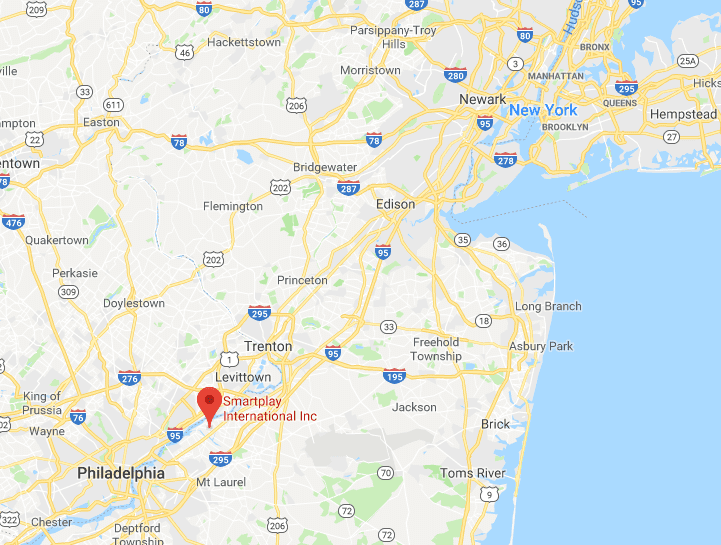 209
80
287
95
Hackettstown
Parsippany-Troy
Hills
80
Hudso
BRONX
46
Morristown
280
3
MANHATTAN
25A
ville
33
611
206
Newark
295
QUEENS
Hicks
New York
Hempstead
Easton
95
BROOKLYN
mpton
22
78
78
27
278
entown
Bridgewater
78
202
287
Flemington
Edison
476
Quakertown
202
95
35
36
Perkasie
Princeton
309
Doylestown
295
Long Branch
33
18
Trenton
95
Freehold
Township
Asbury Park
1
276
Levittown
195
King of
Prussia
Smartplay
International Inc
Jackson
76
Wayne
95
Brick
295
Philadelphia
Mt Laurel
70
Toms River
9
322
Chester
Deptford
Township
206
72
72